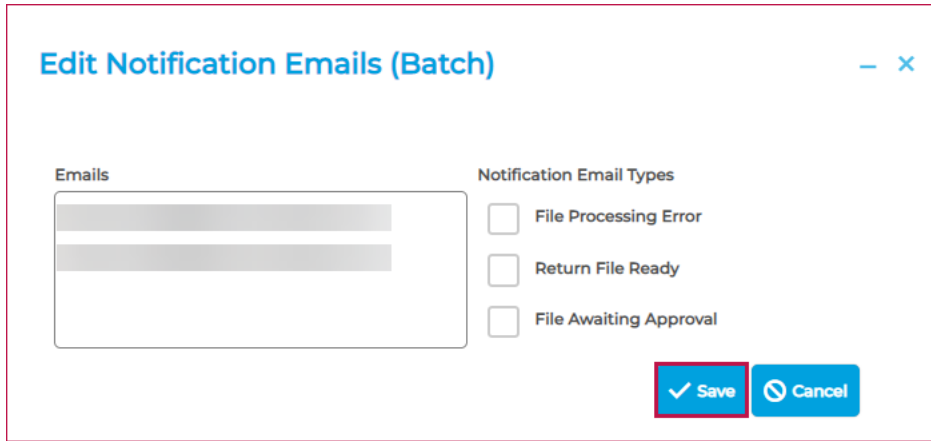 Edit Notification Emails (Batch)
Emails
Notification Email Types
File Processing Error
Return File Ready
File Awaiting Approval
Save
Cancel